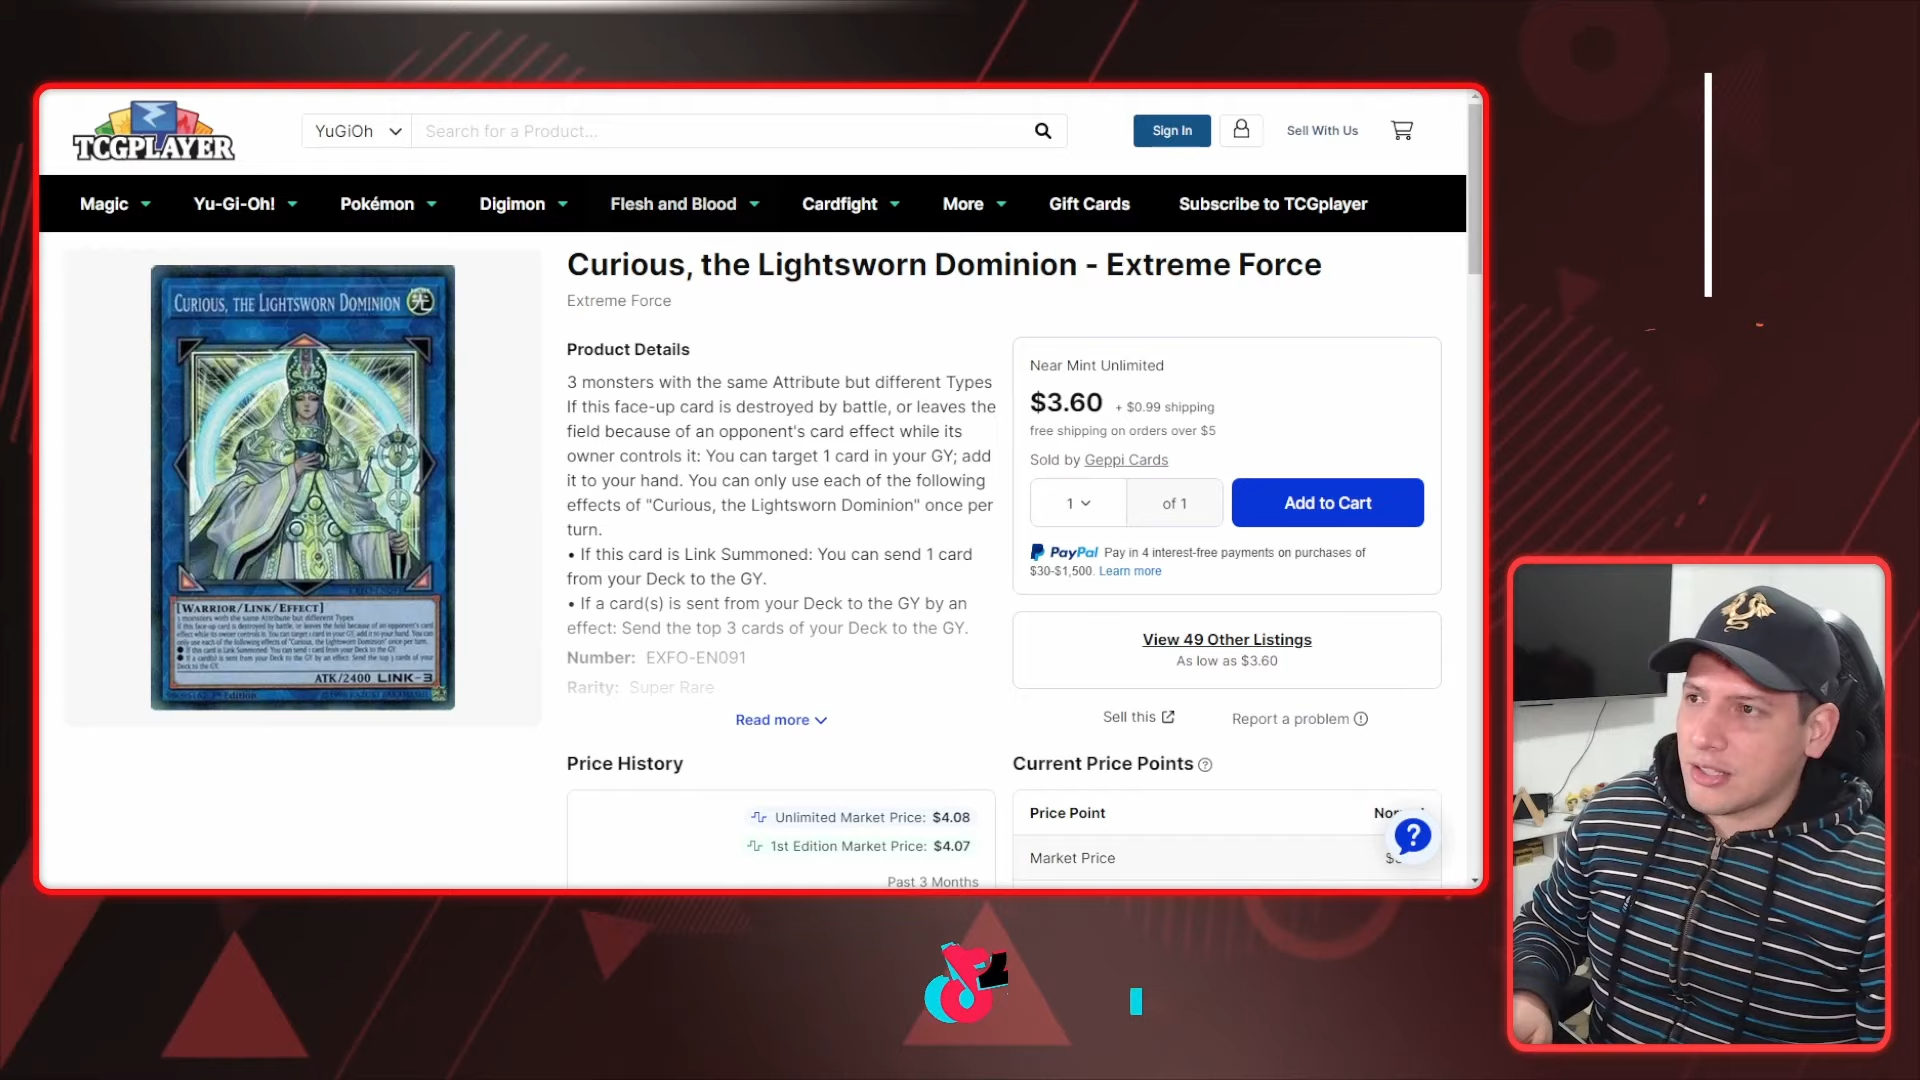 TCGPLAYER
YuGiOh
Search for a Product...
Sign In
Sell With Us
Magic
Yu-Gi-Oh!
Pokémon
Digimon
Flesh and Blood
Cardfight
More
Gift Cards
Subscribe to TCGplayer
CURIOUS, THE LIGHTSWORN DOMINION 光
[WARRIOR/LINK/EFFECT]
3 monsters with the same Attribute but different Types
ATK/2400 LINK-3
Curious, the Lightsworn Dominion - Extreme Force
Extreme Force
Product Details
3 monsters with the same Attribute but different Types
If this face-up card is destroyed by battle, or leaves the
field because of an opponent's card effect while its
owner controls it: You can target 1 card in your GY; add
it to your hand. You can only use each of the following
effects of "Curious, the Lightsworn Dominion" once per
turn.
• If this card is Link Summoned: You can send 1 card
from your Deck to the GY.
• If a card(s) is sent from your Deck to the GY by an
effect: Send the top 3 cards of your Deck to the GY.
Number: EXFO-EN091
Rarity: Super Rare
Read more
Near Mint Unlimited
$3.60 + $0.99 shipping
free shipping on orders over $5
Sold by Geppi Cards
1 of 1
Add to Cart
PayPal Pay in 4 interest-free payments on purchases of
$30-$1,500. Learn more
View 49 Other Listings
As low as $3.60
Sell this
Report a problem
Price History
Unlimited Market Price: $4.08
1st Edition Market Price: $4.07
Past 3 Months
Current Price Points
Price Point
Market Price